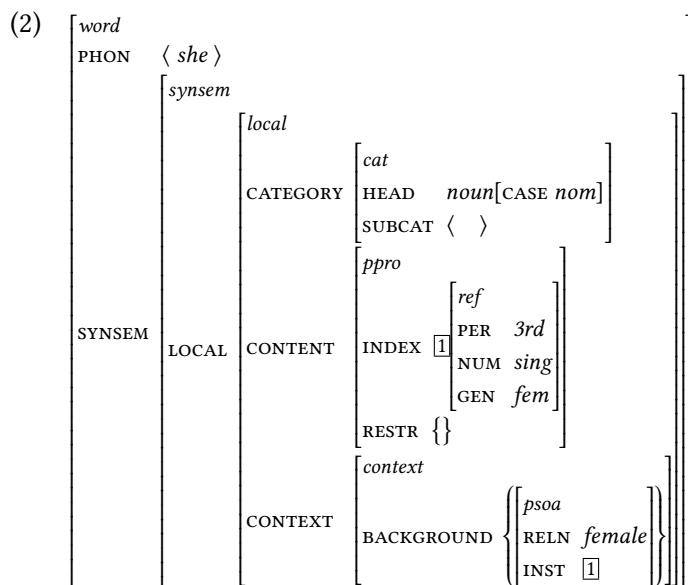 (2)
word
PHON ⟨ she ⟩
synsem
local
cat
CATEGORY HEAD noun[CASE nom]
SUBCAT ⟨ ⟩
ppro
ref
PER 3rd
SYNSEM LOCAL CONTENT INDEX 1 NUM sing
GEN fem
RESTR {}
context
psoa
CONTEXT BACKGROUND { RELN female }
INST 1